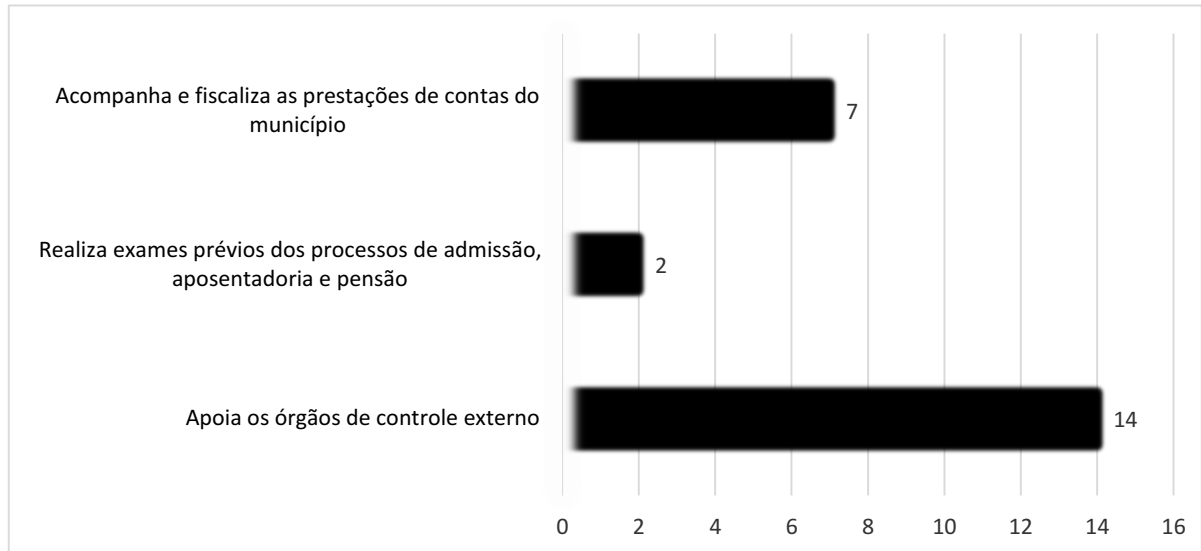 Acompanha e fiscaliza as prestações de contas do
município
7
Realiza exames prévios dos processos de admissão,
aposentadoria e pensão
2
Apoia os órgãos de controle externo
14
0 2 4 6 8 10 12 14 16